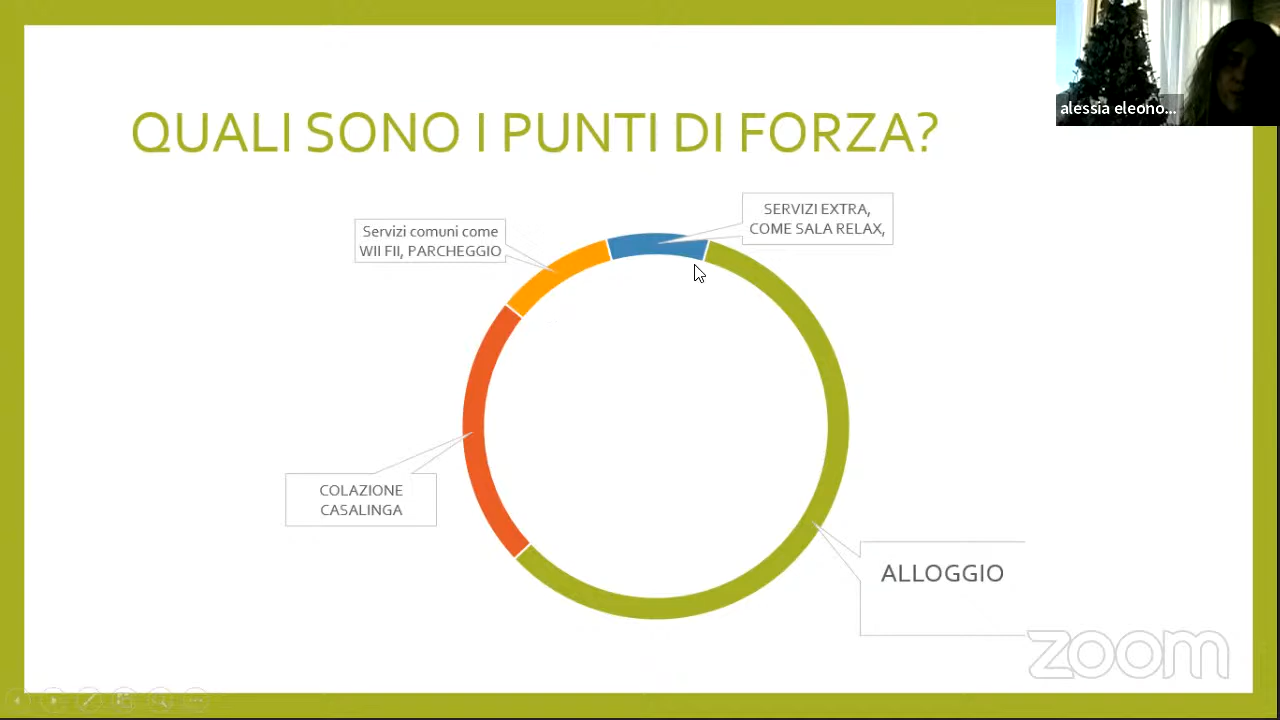 alessia eleono...
QUALI SONO I PUNTI DI FORZA?
SERVIZI EXTRA,
COME SALA RELAX,
Servizi comuni come
WII FII, PARCHEGGIO
COLAZIONE
CASALINGA
ALLOGGIO
zoom